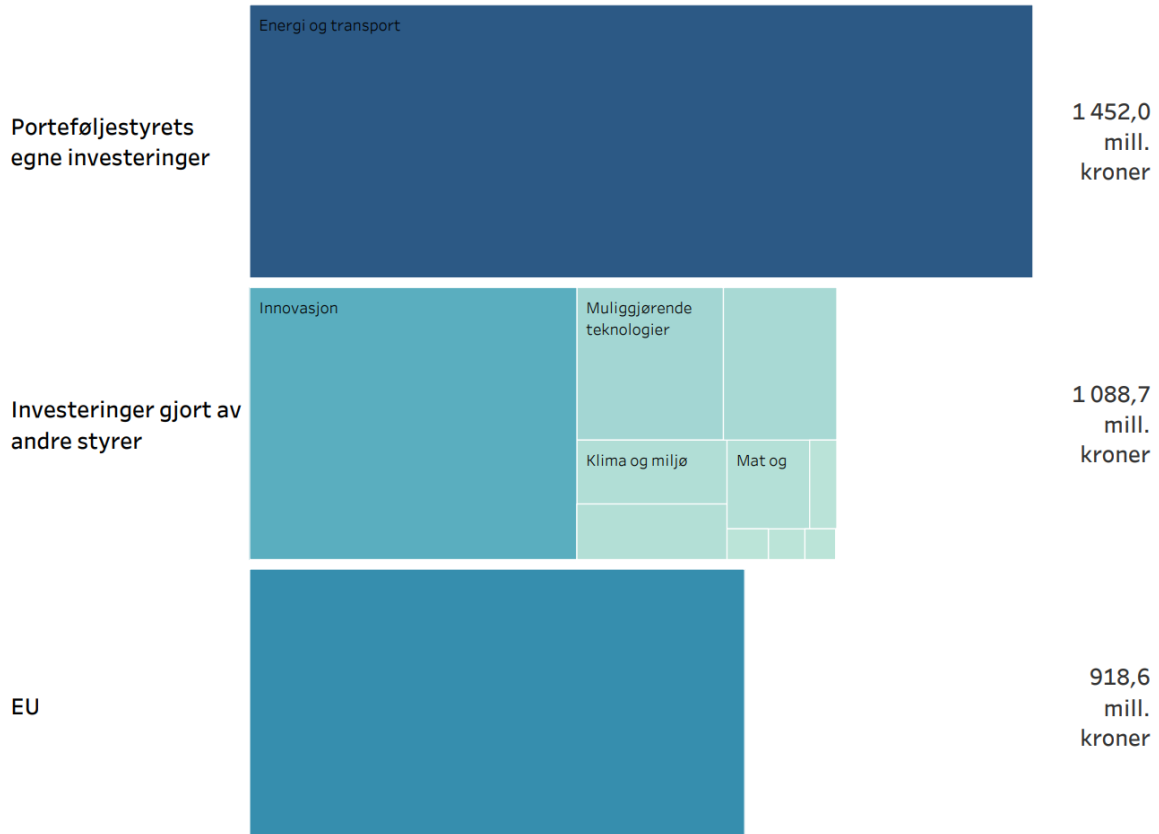 Energi og transport
Porteføljestyrets
egne investeringer
1 452,0
mill.
kroner
Innovasjon
Muliggjørende
teknologier
Klima og miljø
Mat og
Investeringer gjort av
andre styrer
1 088,7
mill.
kroner
EU
918,6
mill.
kroner